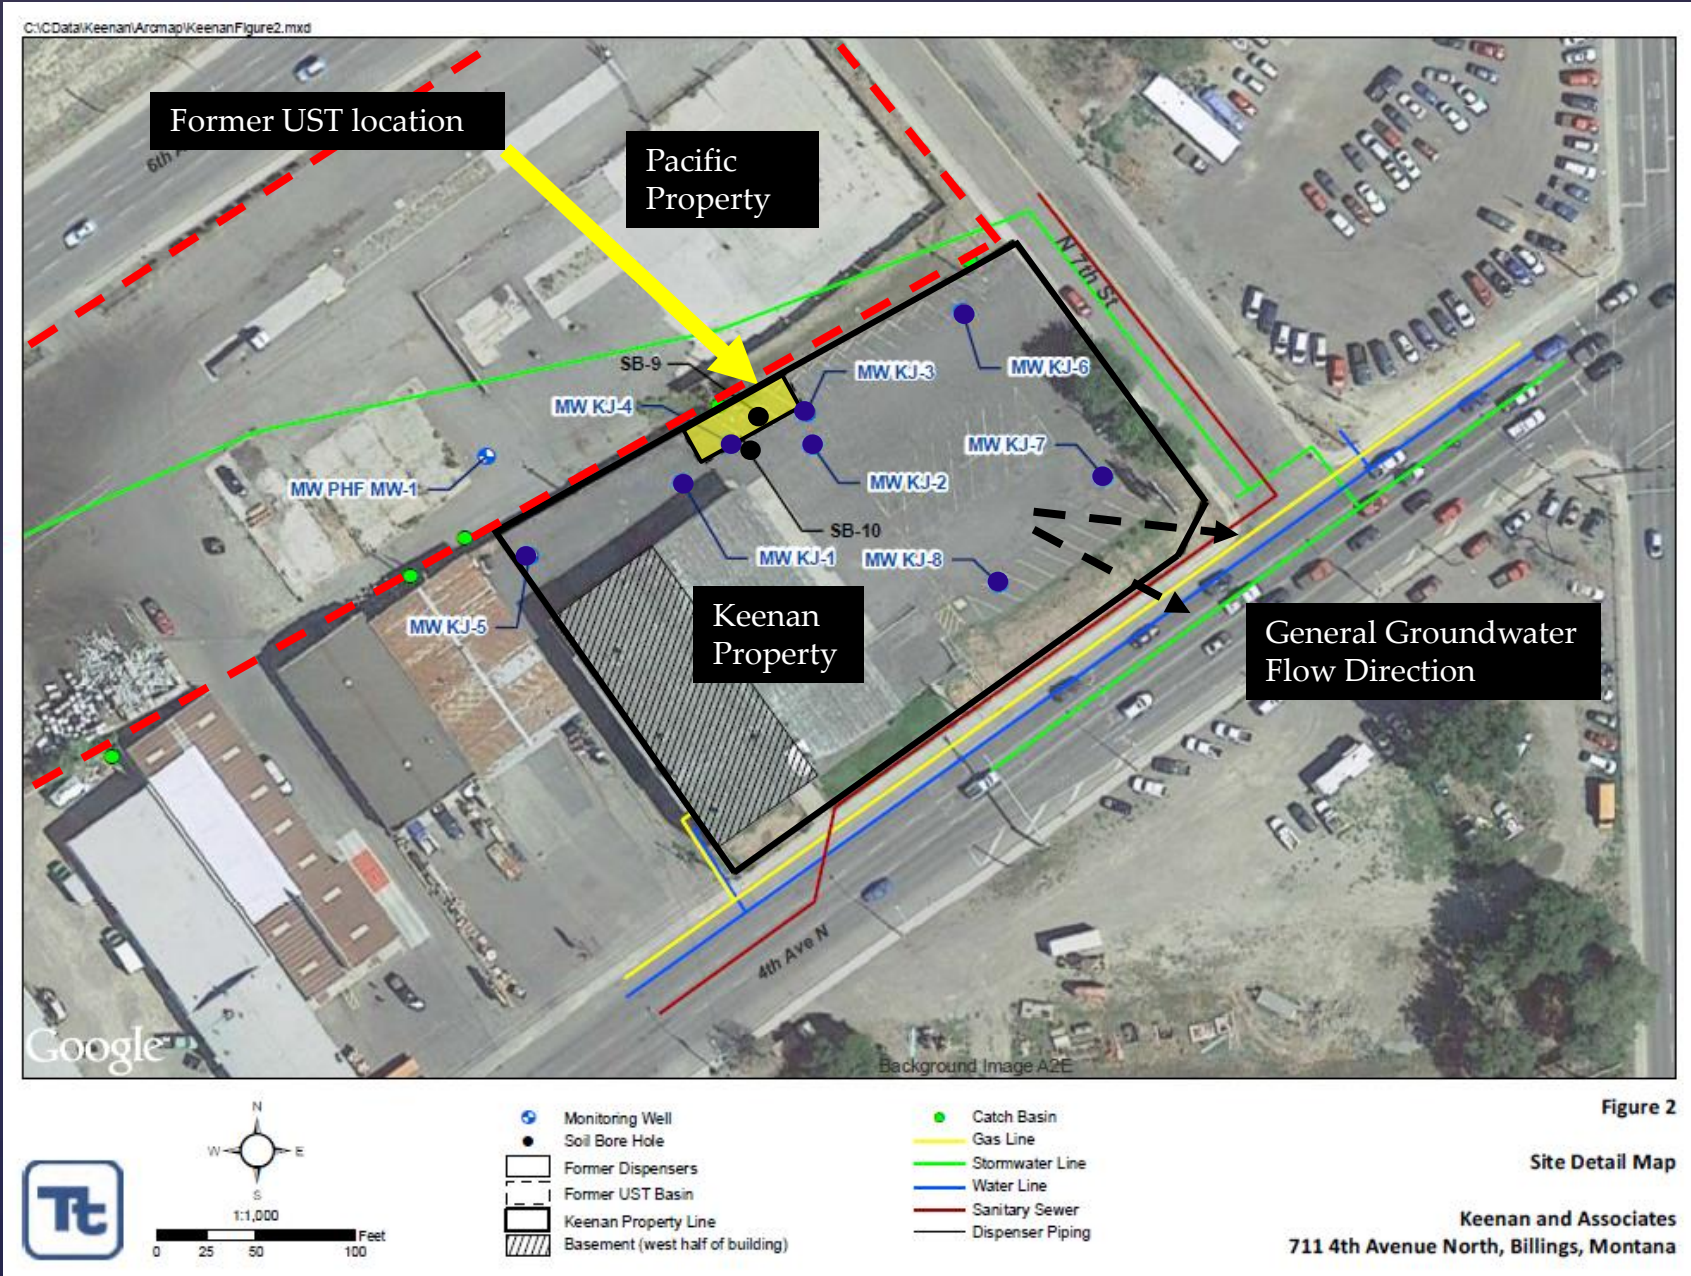 C:\CData\Keenan\Arcmap\KeenanFigure2.mxd
Former UST location
6th
Pacific
Property
N 7th St
SB-9
MW KJ-3
MW KJ-6
MW KJ-4
MW KJ-7
MW PHF MW-1
MW KJ-2
SB-10
MW KJ-1
MW KJ-8
MW KJ-5
Keenan
Property
General Groundwater
Flow Direction
4th Ave N
Google
Background Image A2E
N
W
E
S
1:1,000
Feet
0 25 50 100
Tt
Monitoring Well
Soil Bore Hole
Former Dispensers
Former UST Basin
Keenan Property Line
Basement (west half of building)
Catch Basin
Gas Line
Stormwater Line
Water Line
Sanitary Sewer
Dispenser Piping
Figure 2
Site Detail Map
Keenan and Associates
711 4th Avenue North, Billings, Montana